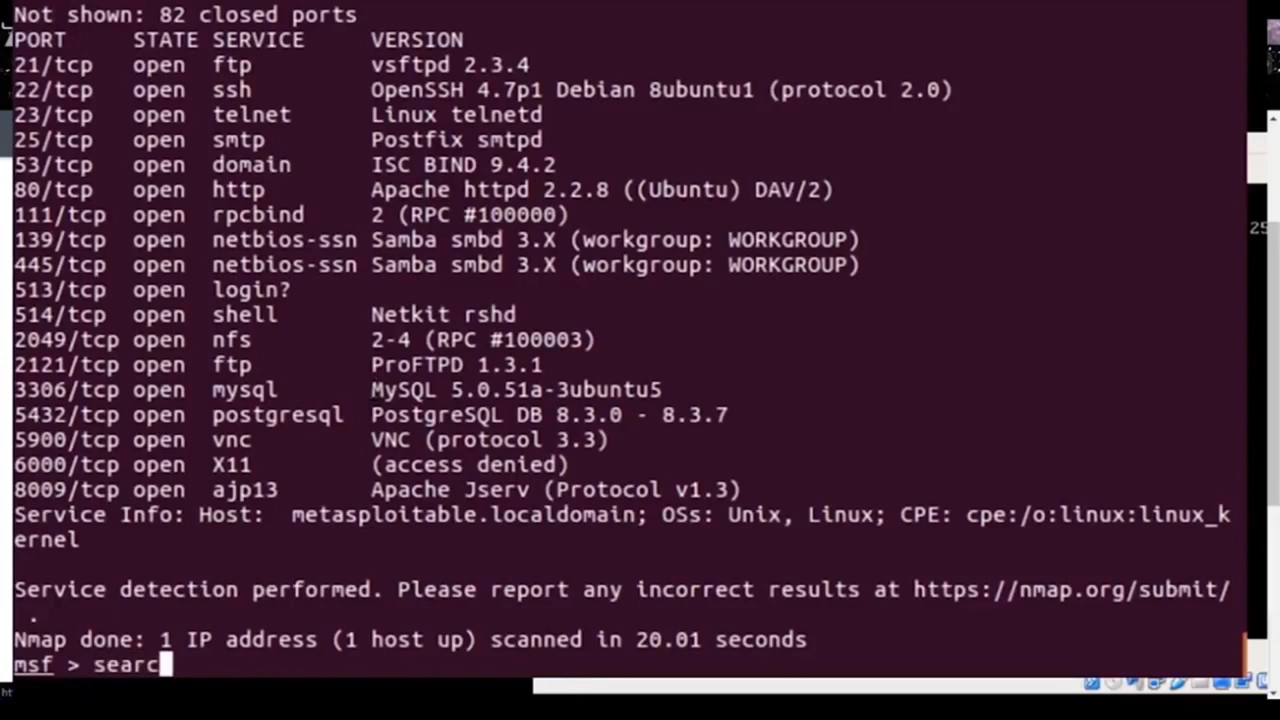 Not shown: 82 closed ports
PORT     STATE SERVICE     VERSION
21/tcp   open  ftp         vsftpd 2.3.4
22/tcp   open  ssh         OpenSSH 4.7p1 Debian 8ubuntu1 (protocol 2.0)
23/tcp   open  telnet      Linux telnetd
25/tcp   open  smtp        Postfix smtpd
53/tcp   open  domain      ISC BIND 9.4.2
80/tcp   open  http        Apache httpd 2.2.8 ((Ubuntu) DAV/2)
111/tcp  open  rpcbind     2 (RPC #100000)
139/tcp  open  netbios-ssn Samba smbd 3.X (workgroup: WORKGROUP)
445/tcp  open  netbios-ssn Samba smbd 3.X (workgroup: WORKGROUP)
513/tcp  open  login?
514/tcp  open  shell       Netkit rshd
2049/tcp open  nfs         2-4 (RPC #100003)
2121/tcp open  ftp         ProFTPD 1.3.1
3306/tcp open  mysql       MySQL 5.0.51a-3ubuntu5
5432/tcp open  postgresql  PostgreSQL DB 8.3.0 - 8.3.7
5900/tcp open  vnc         VNC (protocol 3.3)
6000/tcp open  X11         (access denied)
8009/tcp open  ajp13       Apache Jserv (Protocol v1.3)
Service Info: Host:  metasploitable.localdomain; OSs: Unix, Linux; CPE: cpe:/o:linux:linux_k
ernel
Service detection performed. Please report any incorrect results at https://nmap.org/submit/
 .
Nmap done: 1 IP address (1 host up) scanned in 20.01 seconds
msf > searc
25
ht